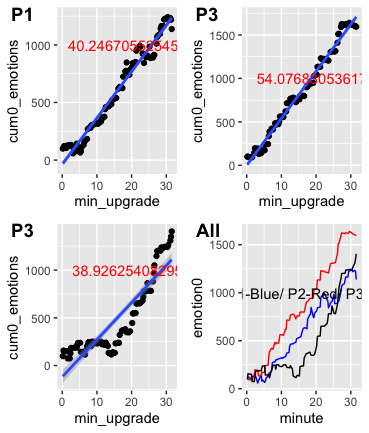 P1
cum0_emotions
1000
500
0
40.24670552545
0
10
20
30
min_upgrade
P3
cum0_emotions
1500
1000
500
0
54.07683053617
0
10
20
30
min_upgrade
P3
cum0_emotions
1000
500
0
38.92625408295
0
10
20
30
min_upgrade
All
emotion0
1500
1000
500
0
-Blue/ P2-Red/ P3
0
10
20
30
minute